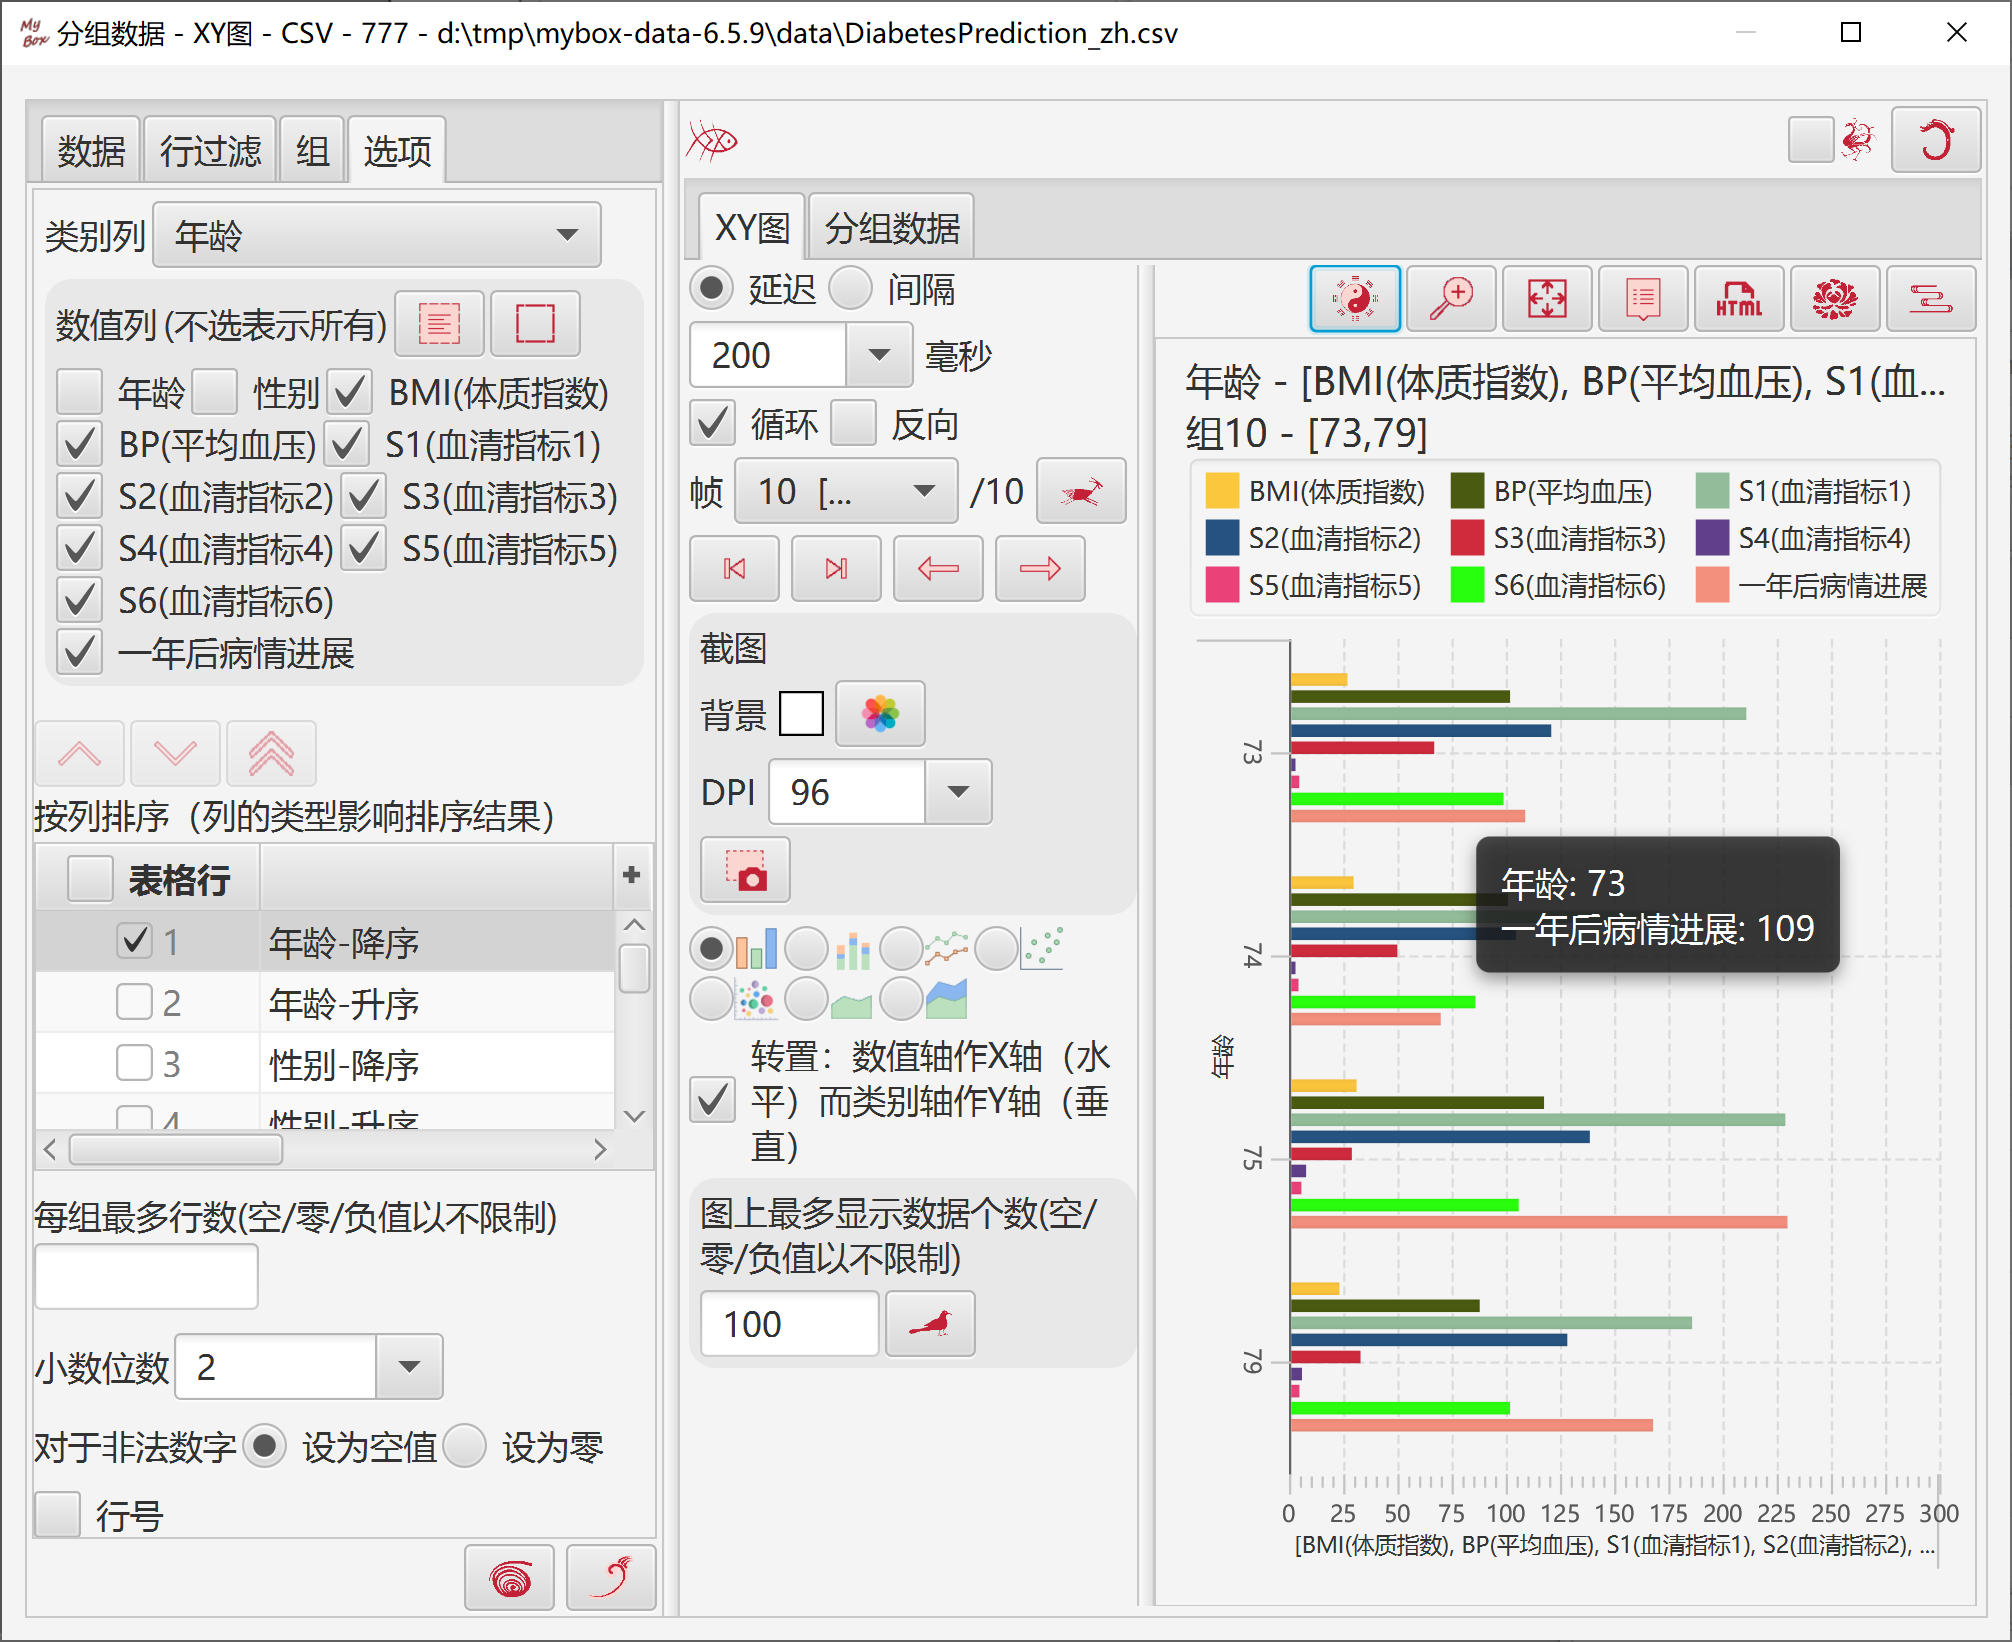 My Box 分组数据 - XY图 - CSV - 777 - d:\tmp\mybox-data-6.5.9\data\DiabetesPrediction_zh.csv
数据 行过滤 组 选项
类别列 年龄
数值列 (不选表示所有)
年龄 性别 BMI(体质指数)
BP(平均血压) S1(血清指标1)
S2(血清指标2) S3(血清指标3)
S4(血清指标4) S5(血清指标5)
S6(血清指标6)
一年后病情进展
按列排序（列的类型影响排序结果）
表格行
1 年龄-降序
2 年龄-升序
3 性别-降序
4 性别-升序
每组最多行数(空/零/负值以不限制)
小数位数 2
对于非法数字 设为空值 设为零
行号
XY图 分组数据
延迟 间隔
200 毫秒
循环 反向
帧 10 [... /10
截图
背景
DPI 96
转置：数值轴作X轴（水
平）而类别轴作Y轴（垂
直）
图上最多显示数据个数(空/
零/负值以不限制)
100
HTML
年龄 - [BMI(体质指数), BP(平均血压), S1(血...
组10 - [73,79]
BMI(体质指数) BP(平均血压) S1(血清指标1)
S2(血清指标2) S3(血清指标3) S4(血清指标4)
S5(血清指标5) S6(血清指标6) 一年后病情进展
73
年龄: 73
一年后病情进展: 109
74
年龄
75
79
0 25 50 75 100 125 150 175 200 225 250 275 300
[BMI(体质指数), BP(平均血压), S1(血清指标1), S2(血清指标2), ...